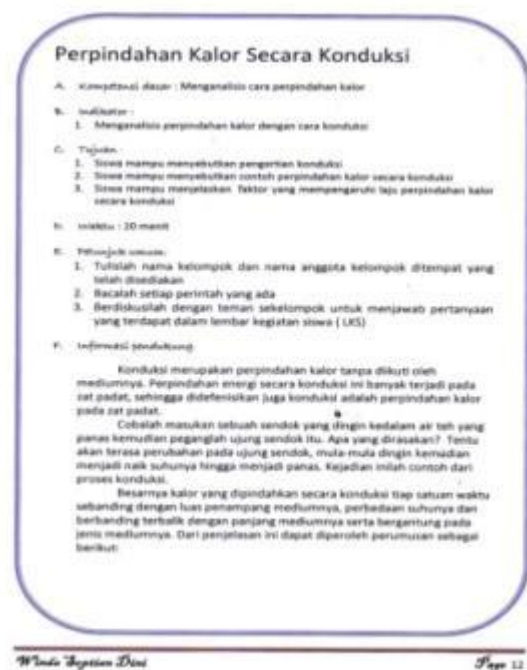 Perpindahan Kalor Secara Konduksi
A. Kompetensi dasar : Menganalisis cara perpindahan kalor
B. Indikator :
1. Menganalisis perpindahan kalor dengan cara konduksi
C. Tujuan
1. Siswa mampu menyebutkan pengertian konduksi
2. Siswa mampu menyebutkan contoh perpindahan kalor secara konduksi
3. Siswa mampu menjelaskan faktor yang mempengaruhi laju perpindahan kalor
secara konduksi
D. Waktu : 20 menit
E. Petunjuk umum:
1. Tulislah nama kelompok dan nama anggota kelompok ditempat yang
telah disediakan
2. Bacalah setiap perintah yang ada
3. Berdiskusilah dengan teman sekelompok untuk menjawab pertanyaan
yang terdapat dalam lembar kegiatan siswa ( LKS)
F. Informasi pendukung
Konduksi merupakan perpindahan kalor tanpa diikuti oleh
mediumnya. Perpindahan energi secara konduksi ini banyak terjadi pada
zat padat, sehingga didefenisikan juga konduksi adalah perpindahan kalor
pada zat padat.
Cobalah masukan sebuah sendok yang dingin kedalam air teh yang
panas kemudian peganglah ujung sendok itu. Apa yang dirasakan? Tentu
akan terasa perubahan pada ujung sendok, mula-mula dingin kemadian
menjadi naik suhunya hingga menjadi panas. Kejadian inilah contoh dari
proses konduksi.
Besarnya kalor yang dipindahkan secara konduksi tiap satuan waktu
sebanding dengan luas penampang mediumnya, perbedaan suhunya dan
berbanding terbalik dengan panjang mediumnya serta bergantung pada
jenis mediumnya. Dari penjelasan ini dapat diperoleh perumusan sebagai
berikut:
Winda Septian Dini
Page 12